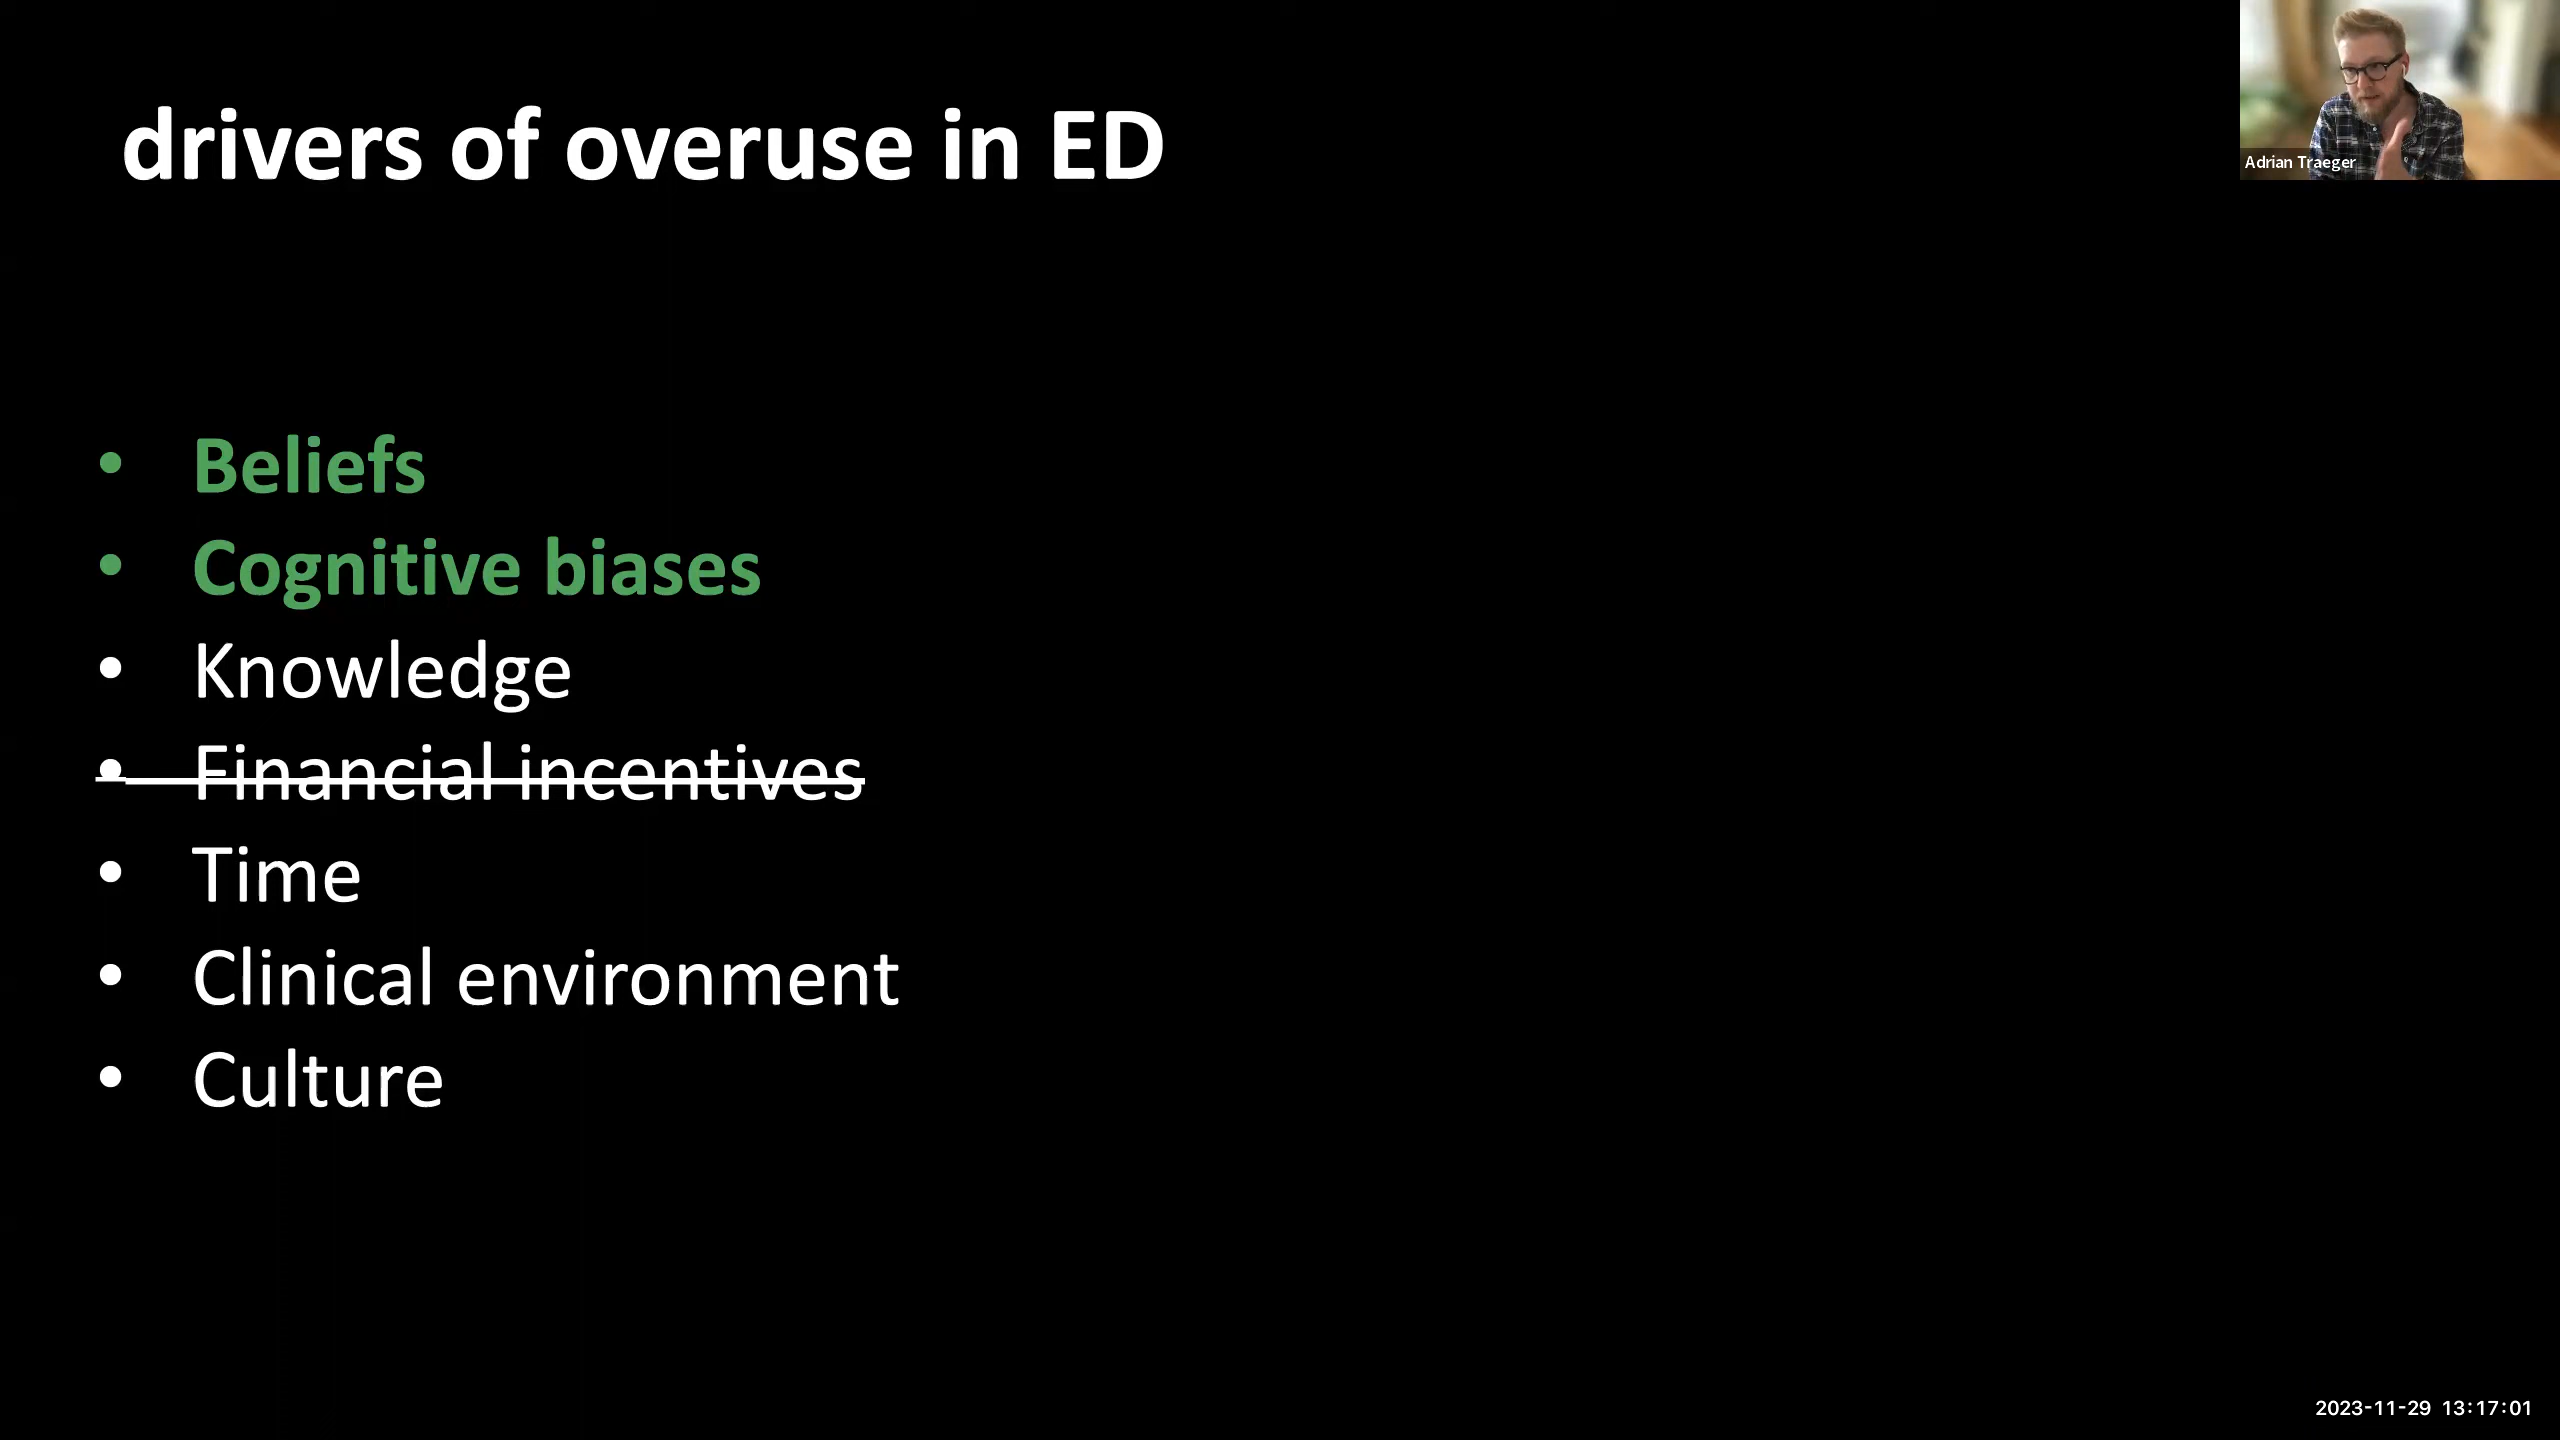 drivers of overuse in ED
Adrian Traeger
• Beliefs
• Cognitive biases
• Knowledge
• Financial incentives
• Time
• Clinical environment
• Culture
2023-11-29 13:17:01